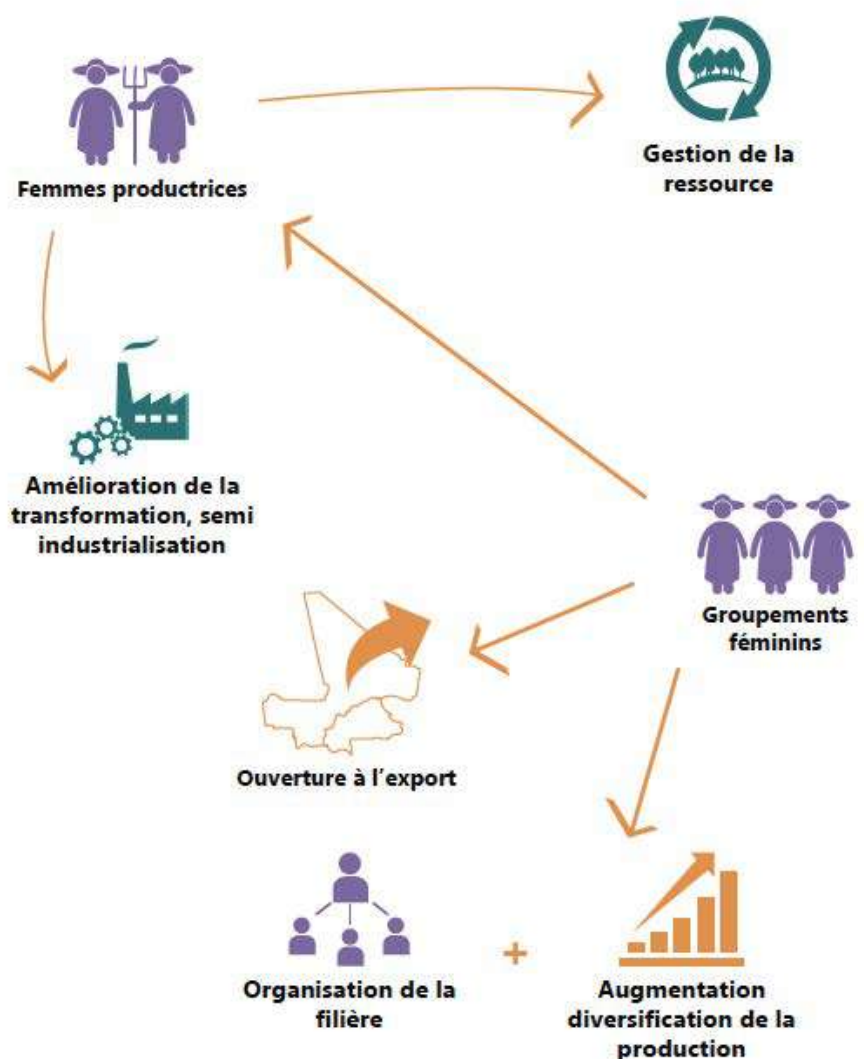 Femmes productrices
Gestion de la
ressource
Amélioration de la
transformation, semi
industrialisation
Groupements
féminins
Ouverture à l'export
Organisation de la
filière
+
Augmentation
diversification de la
production